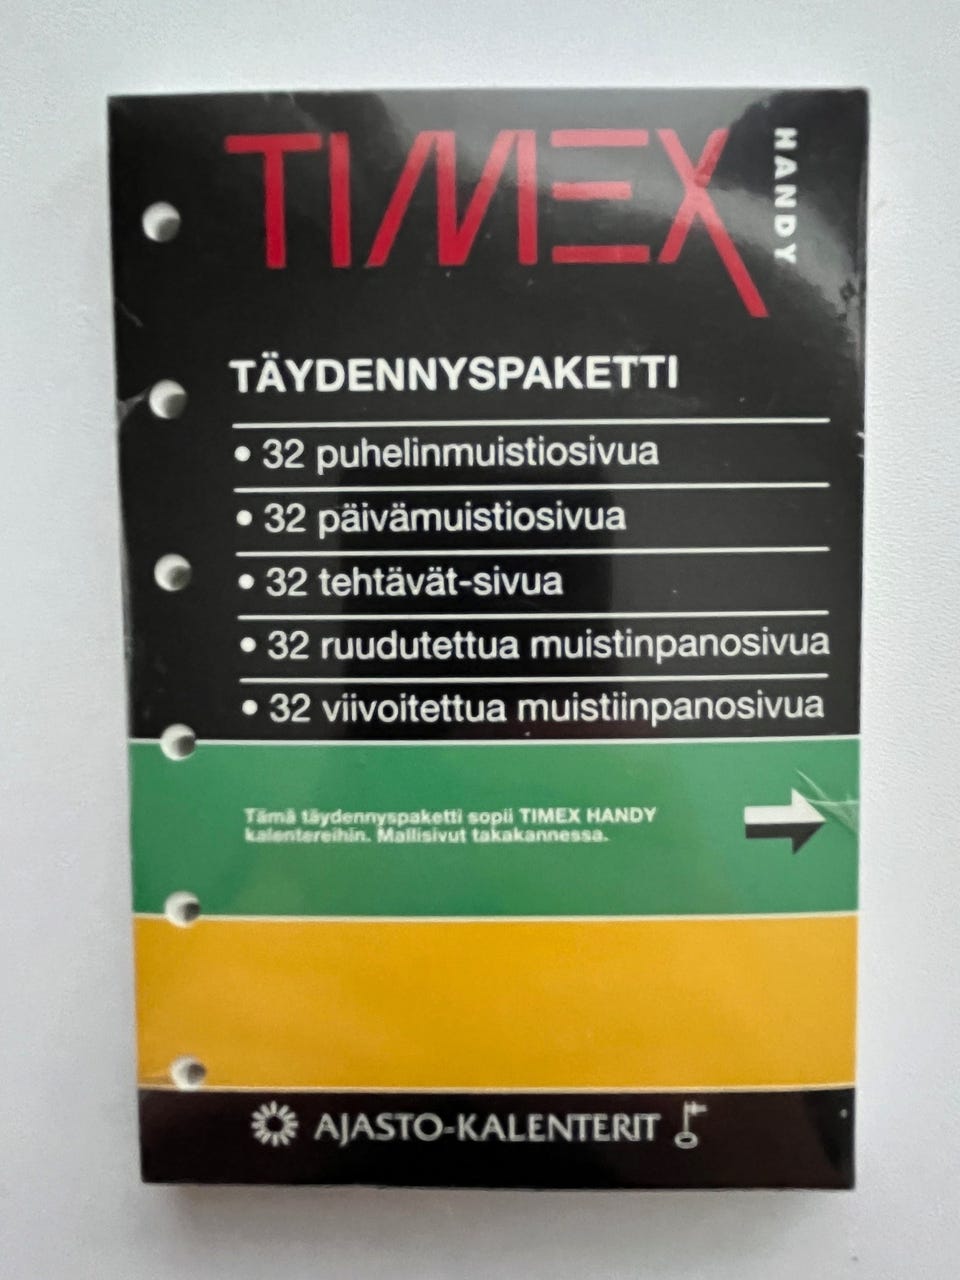 TIMEX
HANDY
TÄYDENNYSPAKETTI
• 32 puhelinmuistiosivua
• 32 päivämuistiosivua
• 32 tehtävät-sivua
• 32 ruudutettua muistinpanosivua
• 32 viivoitettua muistiinpanosivua
Tämä täydennyspaketti sopii TIMEX HANDY
kalentereihin. Mallisivut takakannessa.
AJASTO-KALENTERIT